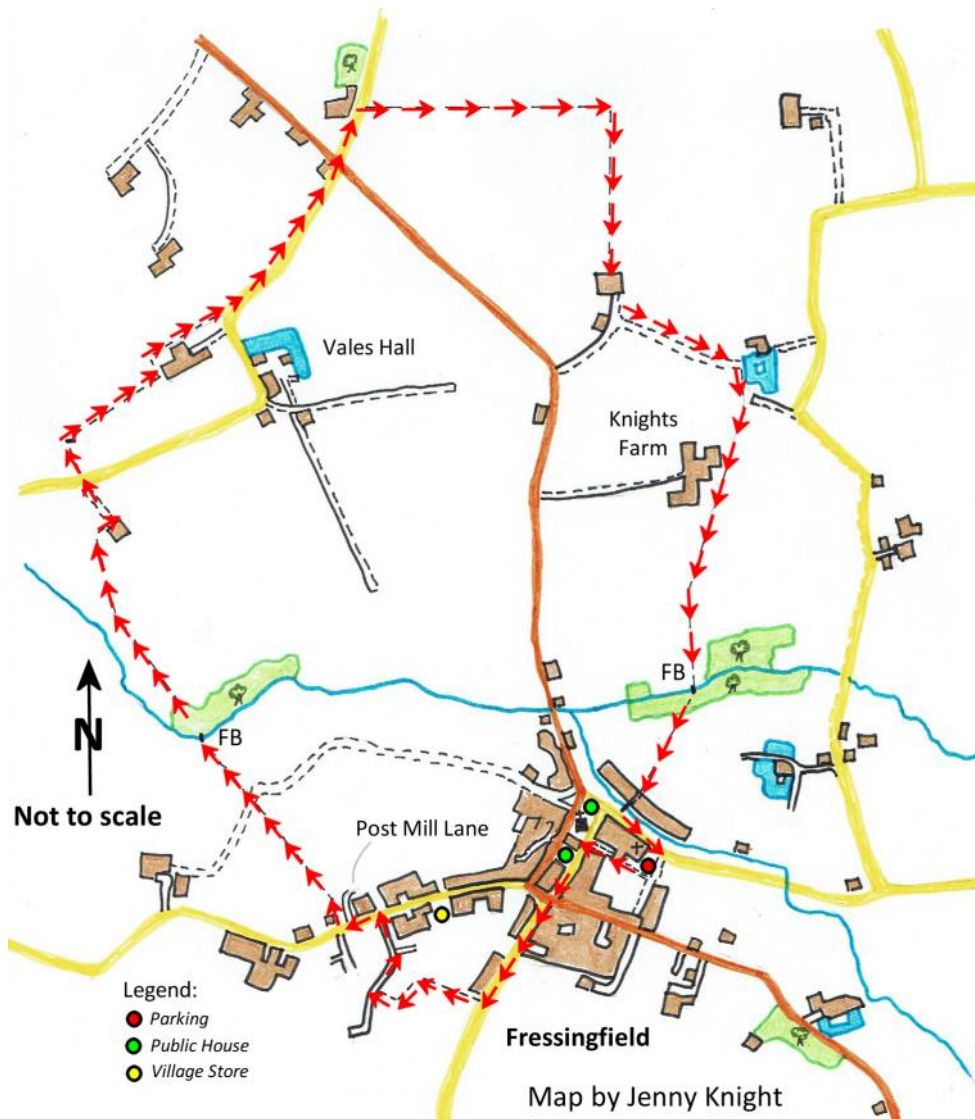 Vales Hall
Knights
Farm
FB
FB
N
Not to scale
Post Mill Lane
Legend:
Parking
Public House
Village Store
Fressingfield
Map by Jenny Knight